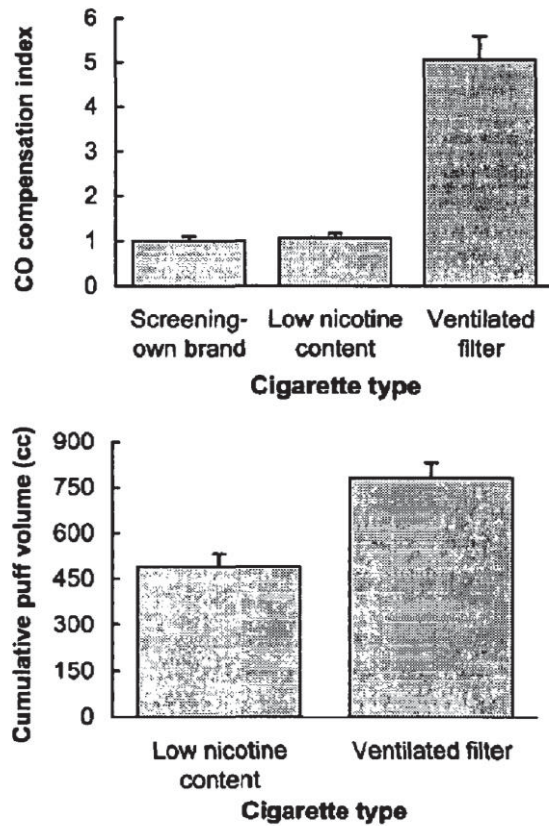 CO compensation index
6
5
4
3
2
1
0
Screening-
own brand
Low nicotine
content
Ventilated
filter
Cigarette type
Cumulative puff volume (cc)
900
750
600
450
300
150
0
Low nicotine
content
Ventilated filter
Cigarette type